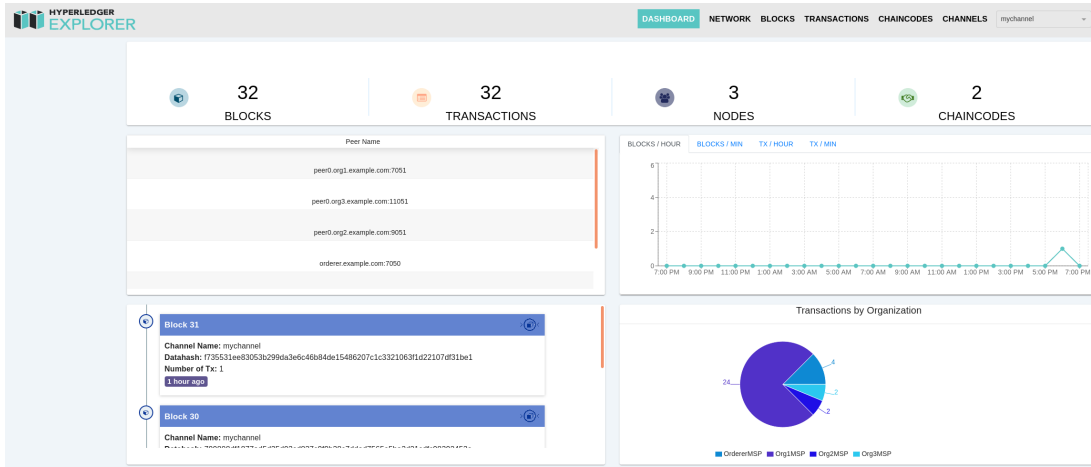 HYPERLEDGER
EXPLORER
DASHBOARD NETWORK BLOCKS TRANSACTIONS CHAINCODES CHANNELS mychannel
32
BLOCKS
32
TRANSACTIONS
3
NODES
2
CHAINCODES
Peer Name
peer0.org1.example.com:7051
peer0.org3.example.com:11051
peer0.org2.example.com:9051
orderer.example.com:7050
BLOCKS / HOUR BLOCKS / MIN TX / HOUR TX / MIN
6
4
2
0
7:00 PM 9:00 PM 11:00 PM 1:00 AM 3:00 AM 5:00 AM 7:00 AM 9:00 AM 11:00 AM 1:00 PM 3:00 PM 5:00 PM 7:00 PM
Block 31
Channel Name: mychannel
Datahash: f735531ee83053b299da3e6c46b84de15486207c1c3321063f1d22107df31be1
Number of Tx: 1
1 hour ago
Block 30
Channel Name: mychannel
Transactions by Organization
4
24
2
2
OrdererMSP Org1MSP Org2MSP Org3MSP